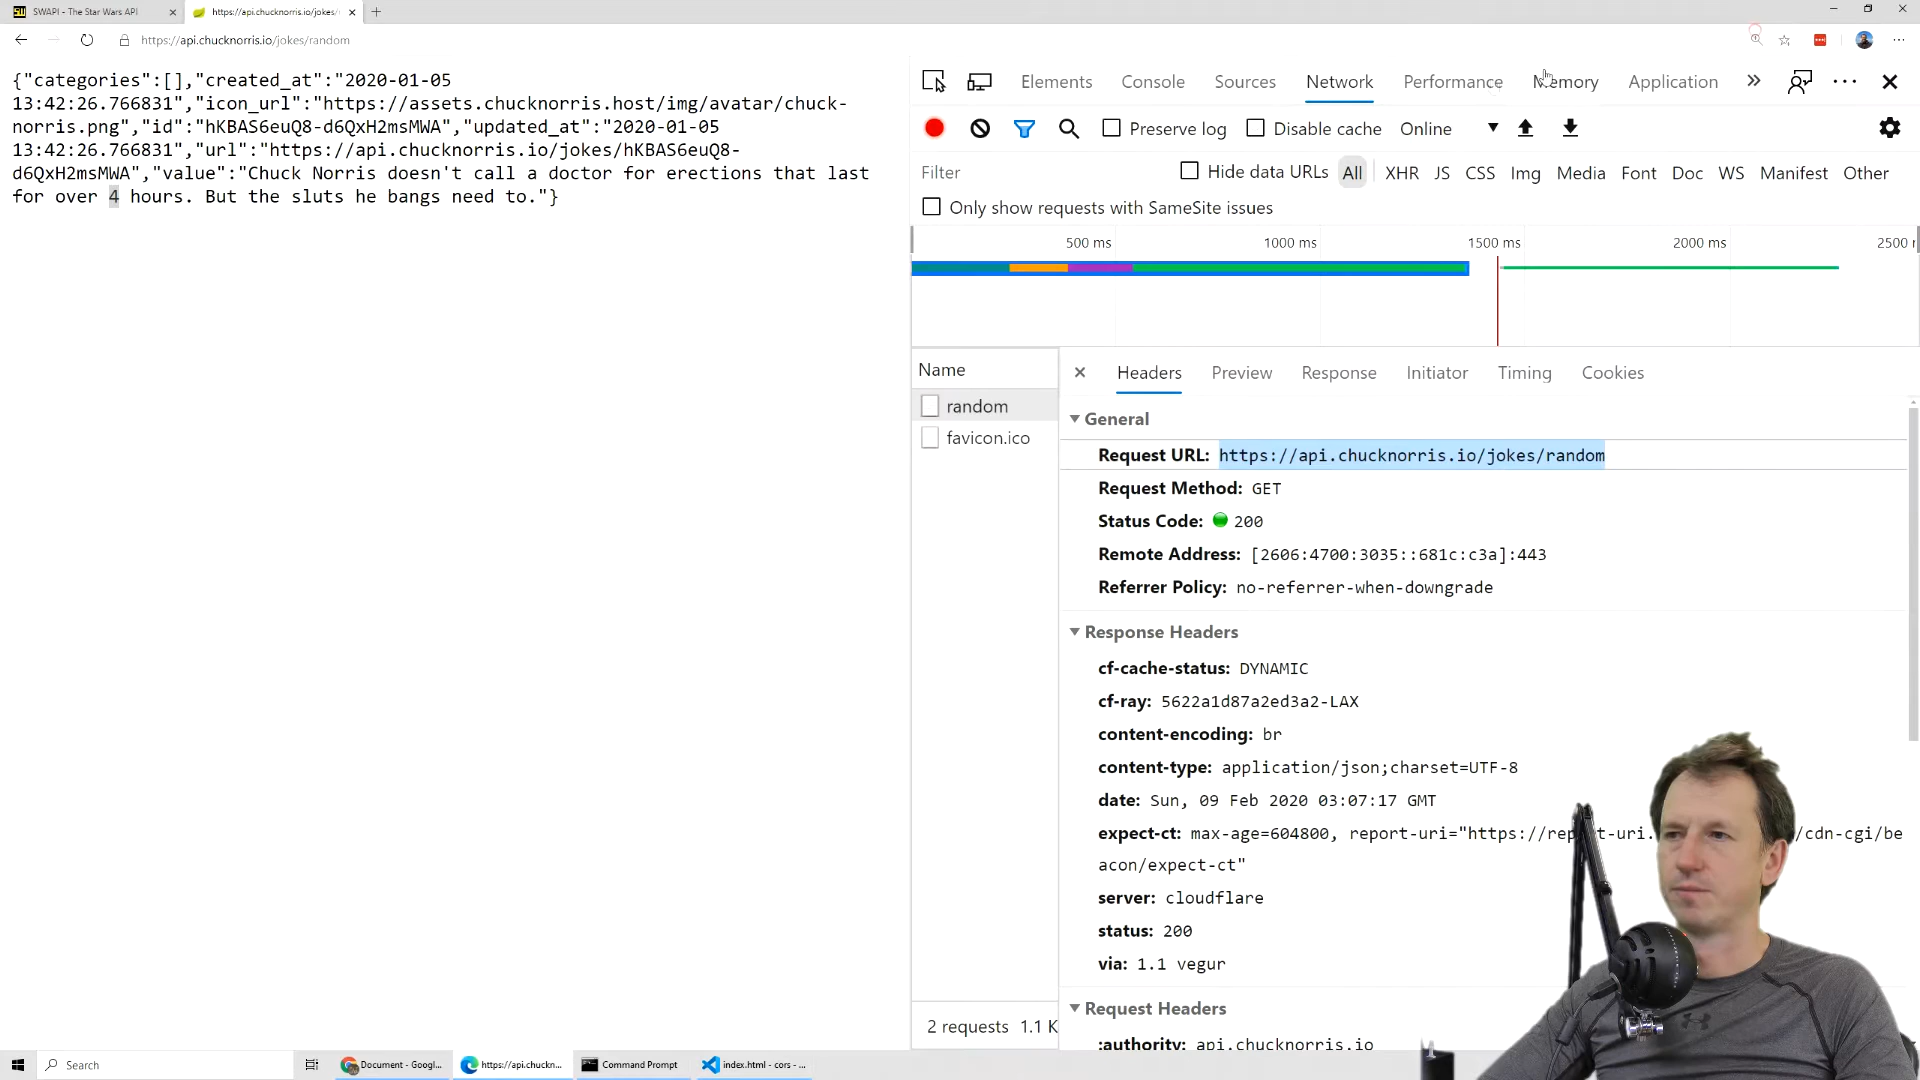 SWAPI - The Star Wars API
https://api.chucknorris.io/jokes/
https://api.chucknorris.io/jokes/random
{"categories":[],"created_at":"2020-01-05
13:42:26.766831","icon_url":"https://assets.chucknorris.host/img/avatar/chuck-
norris.png","id":"hKBAS6euQ8-d6QxH2msMWA","updated_at":"2020-01-05
13:42:26.766831","url":"https://api.chucknorris.io/jokes/hKBAS6euQ8-
d6QxH2msMWA","value":"Chuck Norris doesn't call a doctor for erections that last
for over 4 hours. But the sluts he bangs need to."}
Elements Console Sources Network Performance Memory Application
Preserve log Disable cache Online
Filter Hide data URLs All XHR JS CSS Img Media Font Doc WS Manifest Other
Only show requests with SameSite issues
500 ms 1000 ms 1500 ms 2000 ms 2500
Name
random
favicon.ico
2 requests 1.1 K
Headers Preview Response Initiator Timing Cookies
General
Request URL: https://api.chucknorris.io/jokes/random
Request Method: GET
Status Code: 200
Remote Address: [2606:4700:3035::681c:c3a]:443
Referrer Policy: no-referrer-when-downgrade
Response Headers
cf-cache-status: DYNAMIC
cf-ray: 5622a1d87a2ed3a2-LAX
content-encoding: br
content-type: application/json;charset=UTF-8
date: Sun, 09 Feb 2020 03:07:17 GMT
expect-ct: max-age=604800, report-uri="https://rep t-uri. /cdn-cgi/be
acon/expect-ct"
server: cloudflare
status: 200
via: 1.1 vegur
Request Headers
:authority: api.chucknorris.io
Search
Document - Googl...
https://api.chuckn...
Command Prompt
index.html - cors - ...